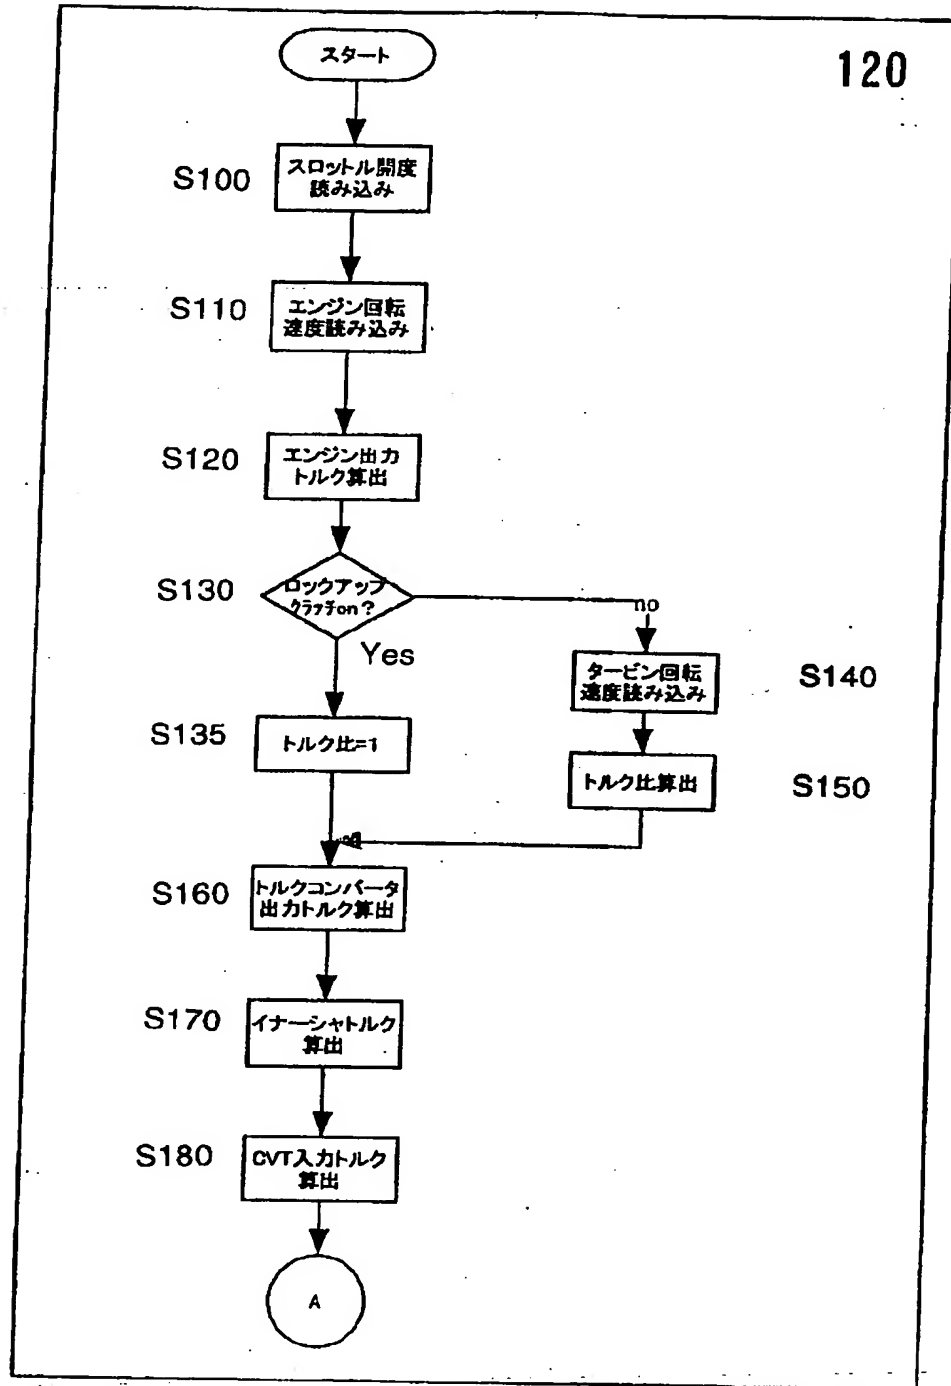 120
スタート
S100
スロットル開度
読み込み
S110
エンジン回転
速度読み込み
S120
エンジン出力
トルク算出
S130
ロックアップ
クラッチon?
no
Yes
S140
タービン回転
速度読み込み
S135
トルク比=1
S150
トルク比算出
S160
トルクコンバータ
出力トルク算出
S170
イナーシャトルク
算出
S180
CVT入力トルク
算出
A